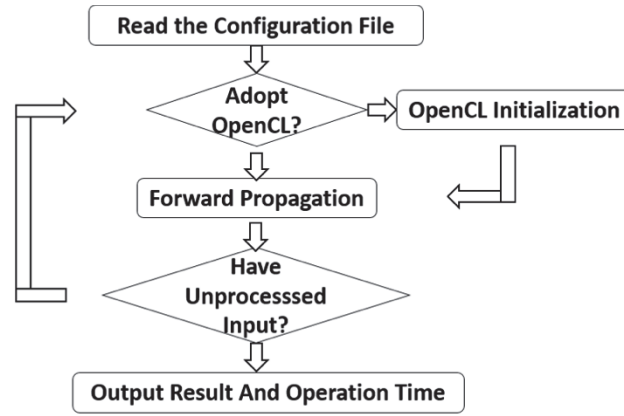 Read the Configuration File
Adopt
OpenCL?
OpenCL Initialization
Forward Propagation
Have
Unprocesssed
Input?
Output Result And Operation Time